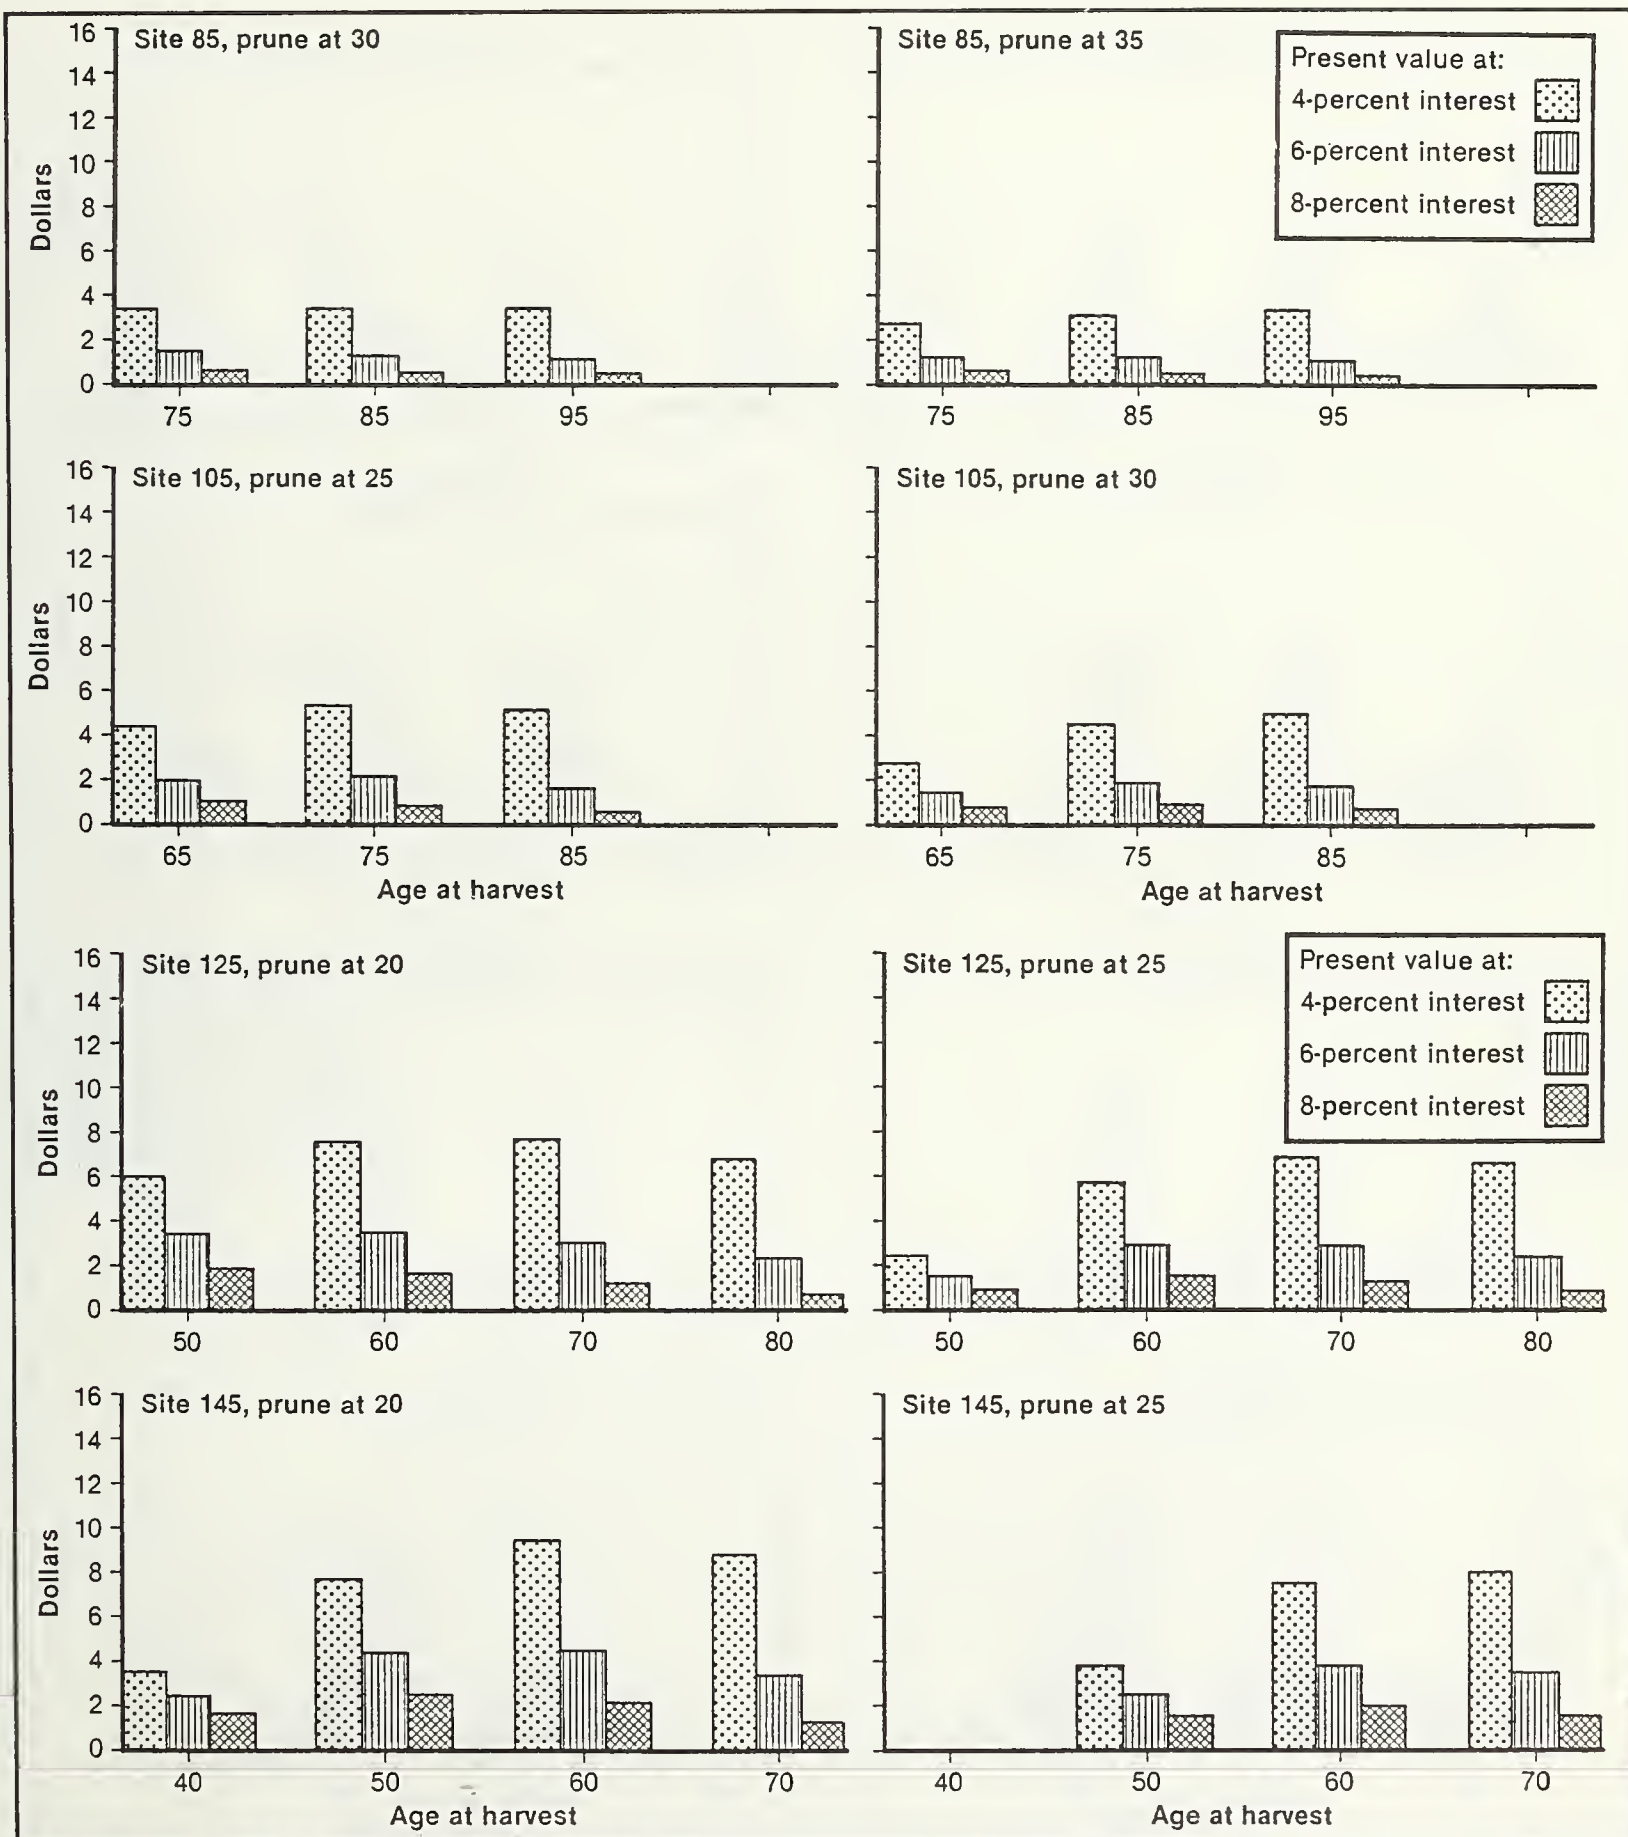 Site 85, prune at 30
16
14
12
10
8
6
4
2
0
Dollars
75 85 95
Site 85, prune at 35
75 85 95
Present value at:
4-percent interest
6-percent interest
8-percent interest
Site 105, prune at 25
16
14
12
10
8
6
4
2
0
Dollars
65 75 85
Age at harvest
Site 105, prune at 30
65 75 85
Age at harvest
Site 125, prune at 20
16
14
12
10
8
6
4
2
0
Dollars
50 60 70 80
Site 125, prune at 25
50 60 70 80
Present value at:
4-percent interest
6-percent interest
8-percent interest
Site 145, prune at 20
16
14
12
10
8
6
4
2
0
Dollars
40 50 60 70
Age at harvest
Site 145, prune at 25
40 50 60 70
Age at harvest